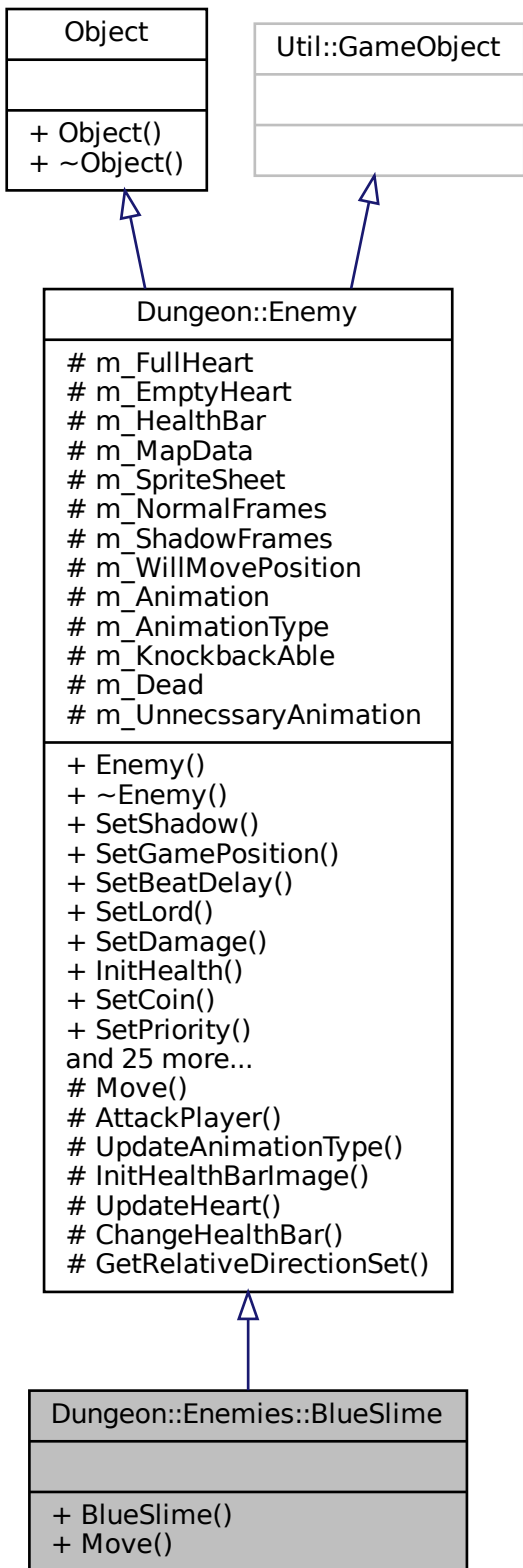 Object
+ Object()
+ ~Object()
Util::GameObject
Dungeon::Enemy
# m_FullHeart
# m_EmptyHeart
# m_HealthBar
# m_MapData
# m_SpriteSheet
# m_NormalFrames
# m_ShadowFrames
# m_WillMovePosition
# m_Animation
# m_AnimationType
# m_KnockbackAble
# m_Dead
# m_UnnecssaryAnimation
+ Enemy()
+ ~Enemy()
+ SetShadow()
+ SetGamePosition()
+ SetBeatDelay()
+ SetLord()
+ SetDamage()
+ InitHealth()
+ SetCoin()
+ SetPriority()
and 25 more...
# Move()
# AttackPlayer()
# UpdateAnimationType()
# InitHealthBarImage()
# UpdateHeart()
# ChangeHealthBar()
# GetRelativeDirectionSet()
Dungeon::Enemies::BlueSlime
+ BlueSlime()
+ Move()